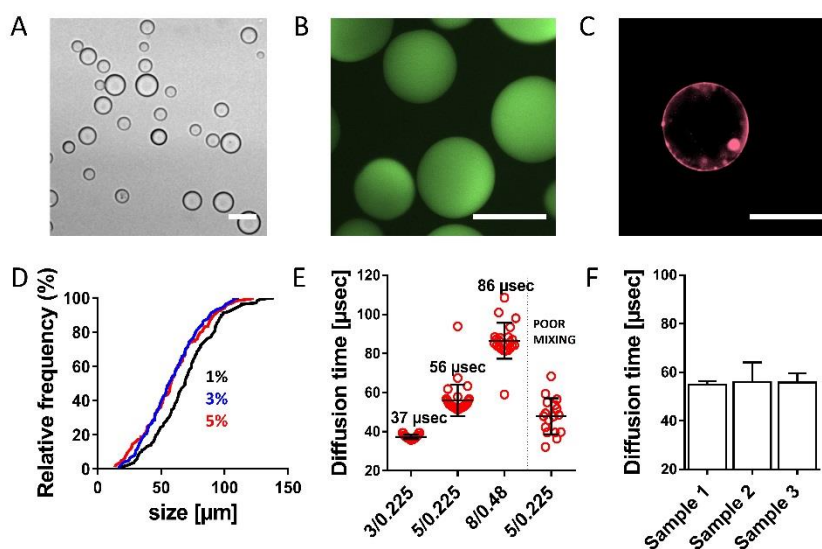 A
B
C
D
Relative frequency (%)
100
80
60
40
20
0
1%
3%
5%
0
50
100
150
size [µm]
E
Diffusion time [µsec]
120
100
80
60
40
20
37 µsec
56 µsec
86 µsec
POOR
MIXING
3/0.225
5/0.225
8/0.48
5/0.225
F
Diffusion time [µsec]
100
80
60
40
20
Sample 1
Sample 2
Sample 3